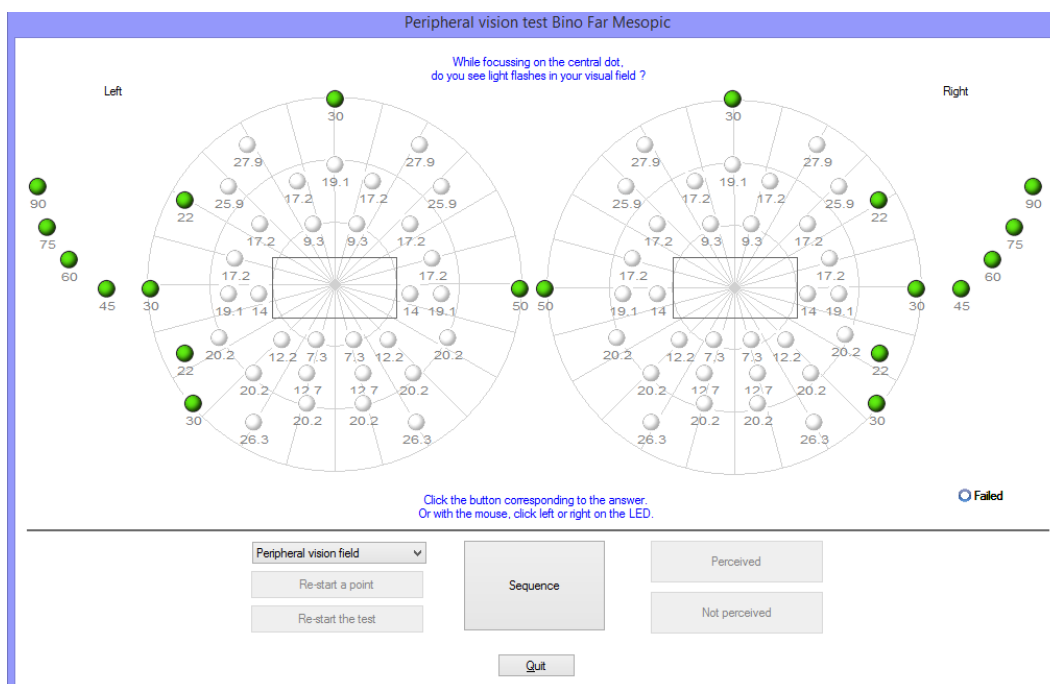 Peripheral vision test Bino Far Mesopic
While focussing on the central dot,
do you see light flashes in your visual field ?
Left Right
30 30
27.9 27.9 27.9 27.9
19.1 19.1
90 25.9 17.2 17.2 25.9 25.9 17.2 17.2 25.9 90
22 22
75 17.2 9.3 9.3 17.2 17.2 9.3 9.3 17.2 75
60 17.2 17.2 17.2 17.2 60
45 30 19.1 14 14 19.1 50 50 19.1 14 14 19.1 30 45
20.2 12.2 7.3 7.3 12.2 20.2 20.2 12.2 7.3 7.3 12.2 20.2
22 22
20.2 12.7 12.7 20.2 20.2 12.7 12.7 20.2
30 20.2 20.2 20.2 20.2 30
26.3 26.3 26.3 26.3
Failed
Click the button corresponding to the answer.
Or with the mouse, click left or right on the LED.
Peripheral vision field
Re-start a point
Re-start the test
Sequence
Perceived
Not perceived
Quit